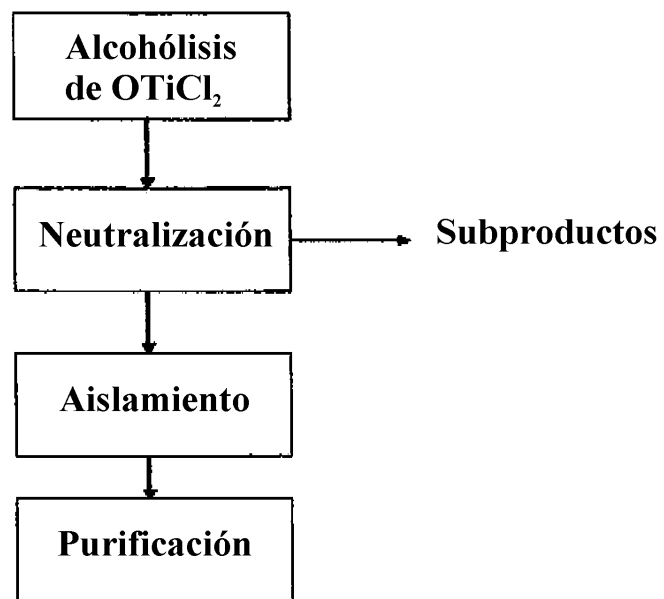 Alcohólisis
de OTiCl₂
Neutralización
Subproductos
Aislamiento
Purificación